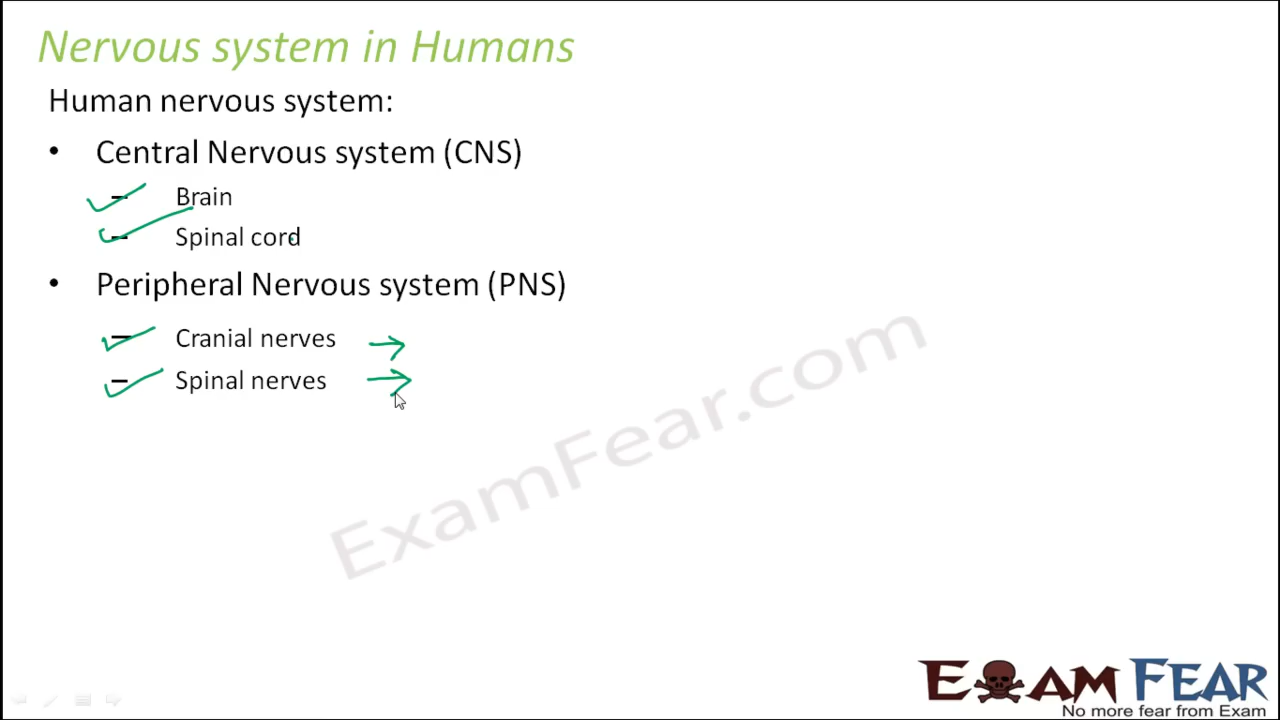 Nervous system in Humans
Human nervous system:
• Central Nervous system (CNS)
– Brain
– Spinal cord
• Peripheral Nervous system (PNS)
– Cranial nerves
– Spinal nerves
ExamFear.com
EXAM FEAR
No more fear from Exam